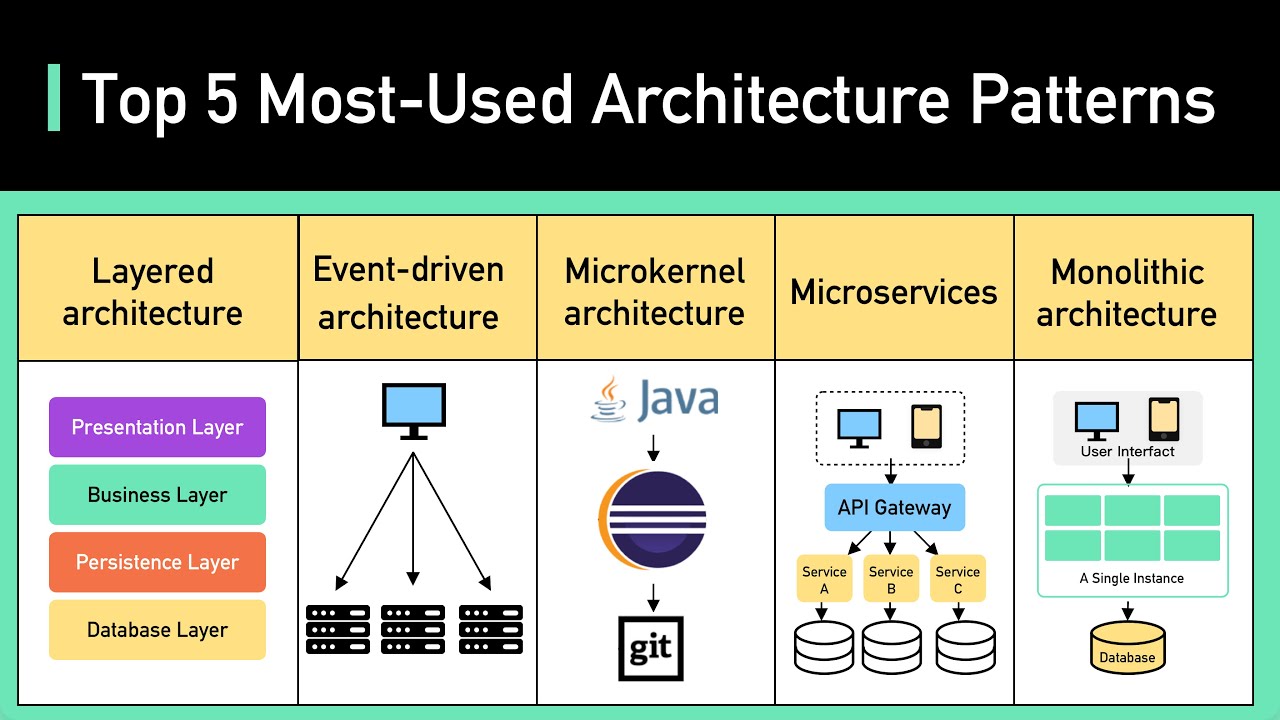 Top 5 Most-Used Architecture Patterns
Layered
architecture
Event-driven
architecture
Microkernel
architecture
Microservices
Monolithic
architecture
Presentation Layer
Business Layer
Persistence Layer
Database Layer
Java
git
API Gateway
Service
A
Service
B
Service
C
User Interfact
A Single Instance
Database